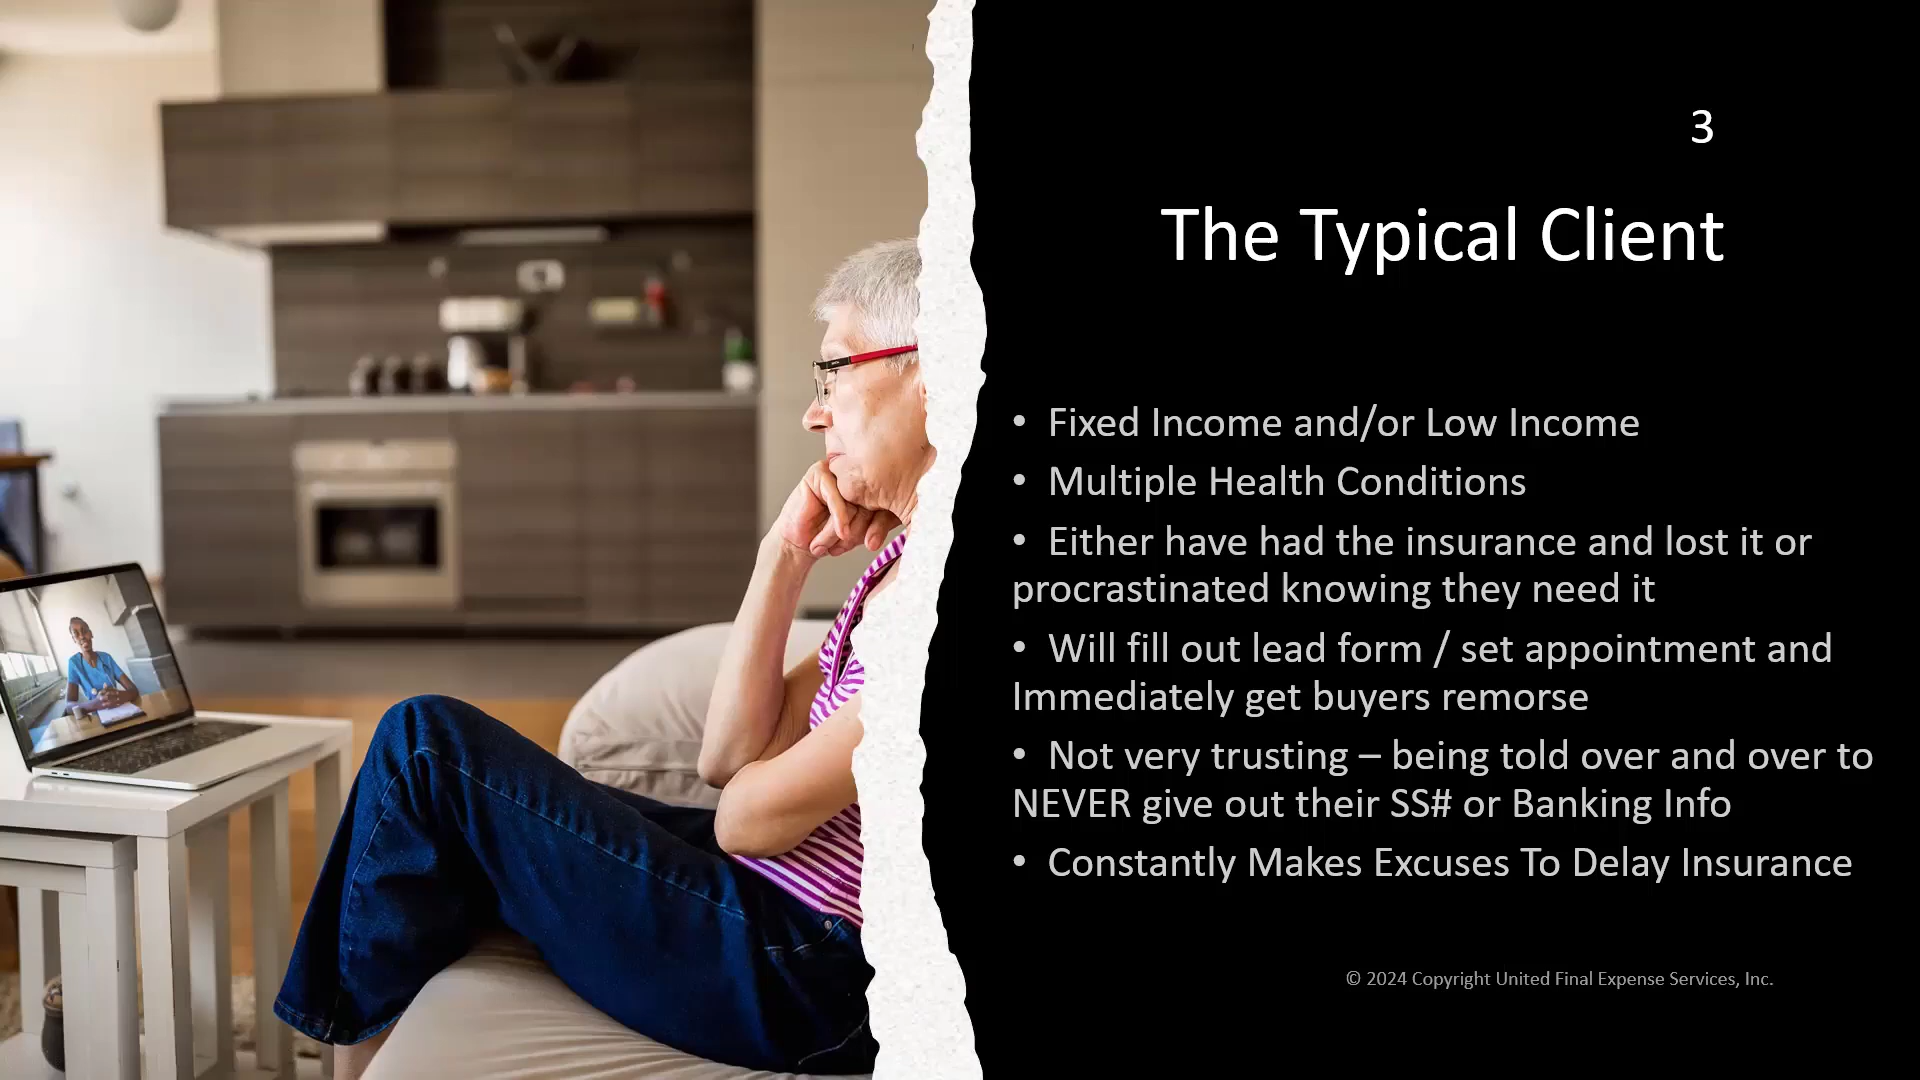 3
The Typical Client
• Fixed Income and/or Low Income
• Multiple Health Conditions
• Either have had the insurance and lost it or
procrastinated knowing they need it
• Will fill out lead form / set appointment and
Immediately get buyers remorse
• Not very trusting – being told over and over to
NEVER give out their SS# or Banking Info
• Constantly Makes Excuses To Delay Insurance
© 2024 Copyright United Final Expense Services, Inc.